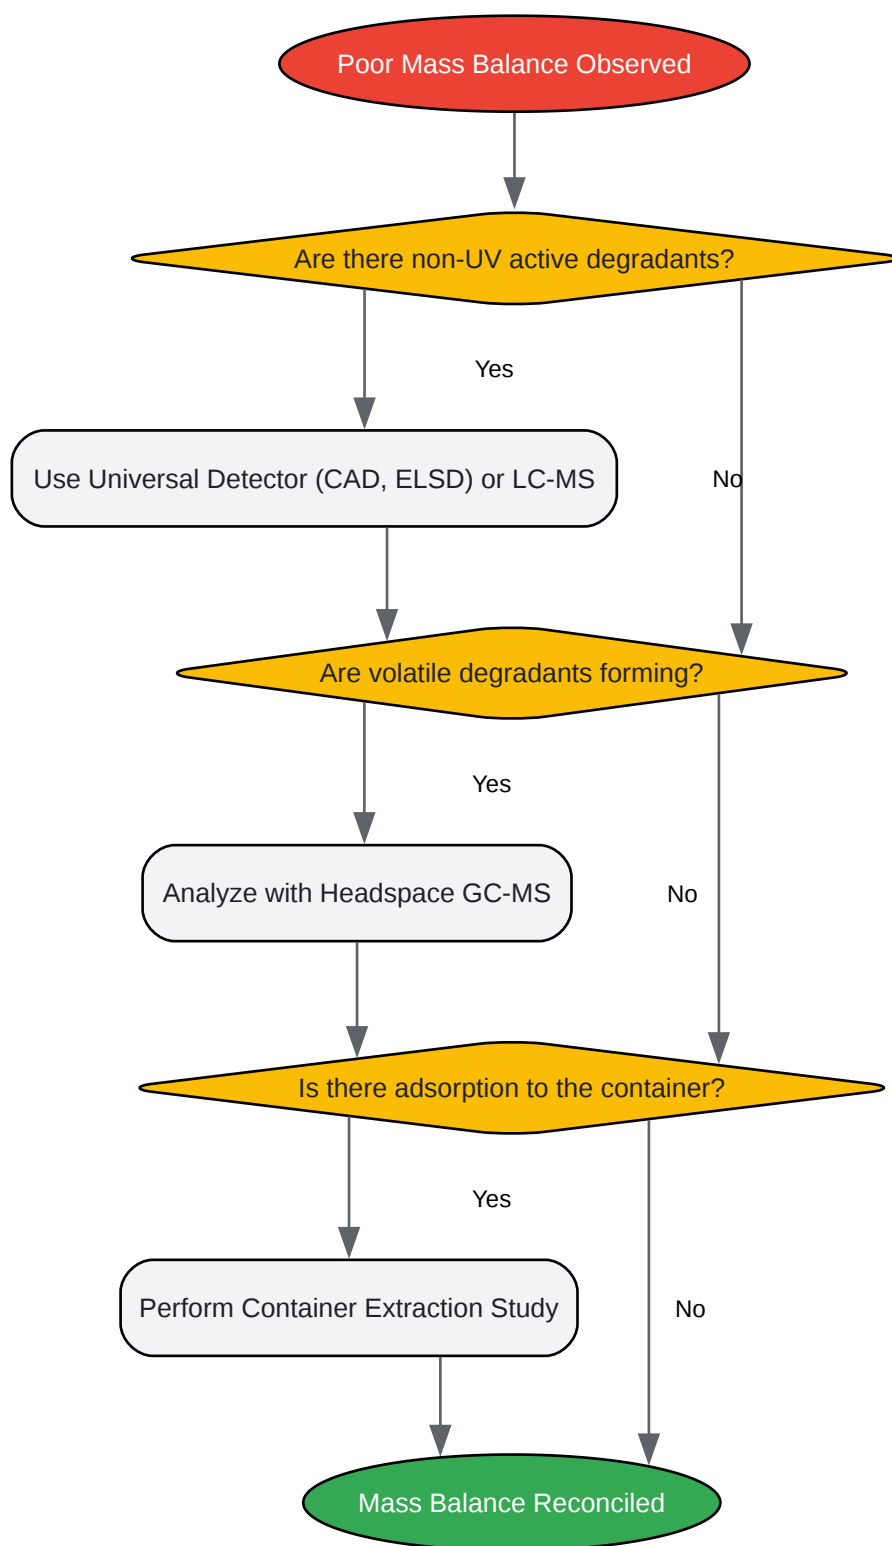 Poor Mass Balance Observed
Are there non-UV active degradants?
Yes
Use Universal Detector (CAD, ELSD) or LC-MS
No
Are volatile degradants forming?
Yes
Analyze with Headspace GC-MS
No
Is there adsorption to the container?
Yes
Perform Container Extraction Study
No
Mass Balance Reconciled